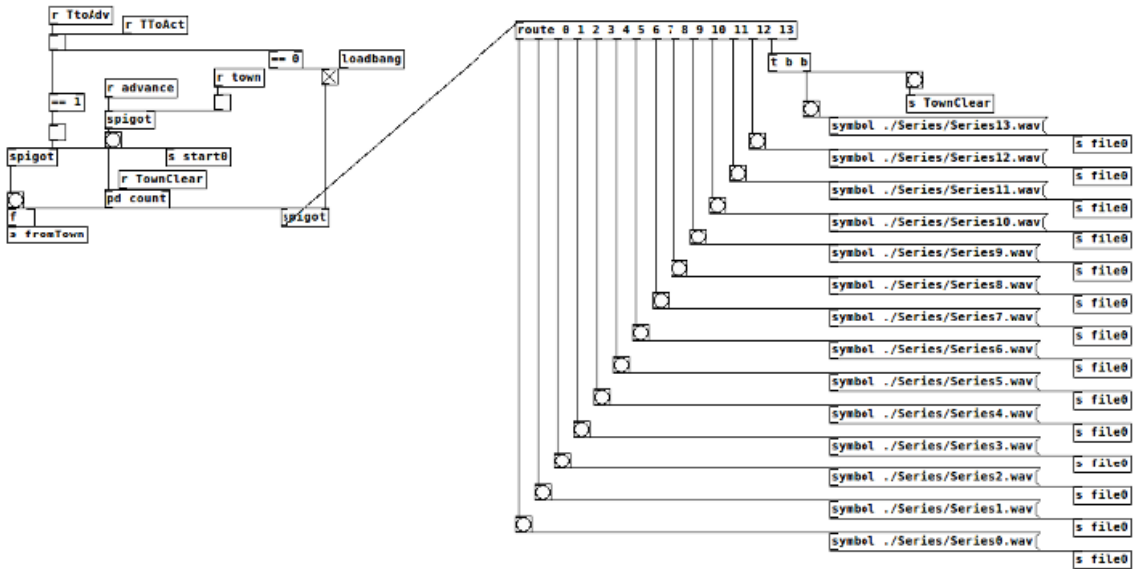 r TtoAdv
r TToAct
route 0 1 2 3 4 5 6 7 8 9 10 11 12 13
== 0
loadbang
t b b
r town
r advance
== 1
s TownClear
spigot
symbol ./Series/Series13.wav
s file0
spigot
s start0
symbol ./Series/Series12.wav
s file0
r TownClear
symbol ./Series/Series11.wav
s file0
pd count
f
spigot
symbol ./Series/Series10.wav
s file0
s fromTown
symbol ./Series/Series9.wav
s file0
symbol ./Series/Series8.wav
s file0
symbol ./Series/Series7.wav
s file0
symbol ./Series/Series6.wav
s file0
symbol ./Series/Series5.wav
s file0
symbol ./Series/Series4.wav
s file0
symbol ./Series/Series3.wav
s file0
symbol ./Series/Series2.wav
s file0
symbol ./Series/Series1.wav
s file0
symbol ./Series/Series0.wav
s file0